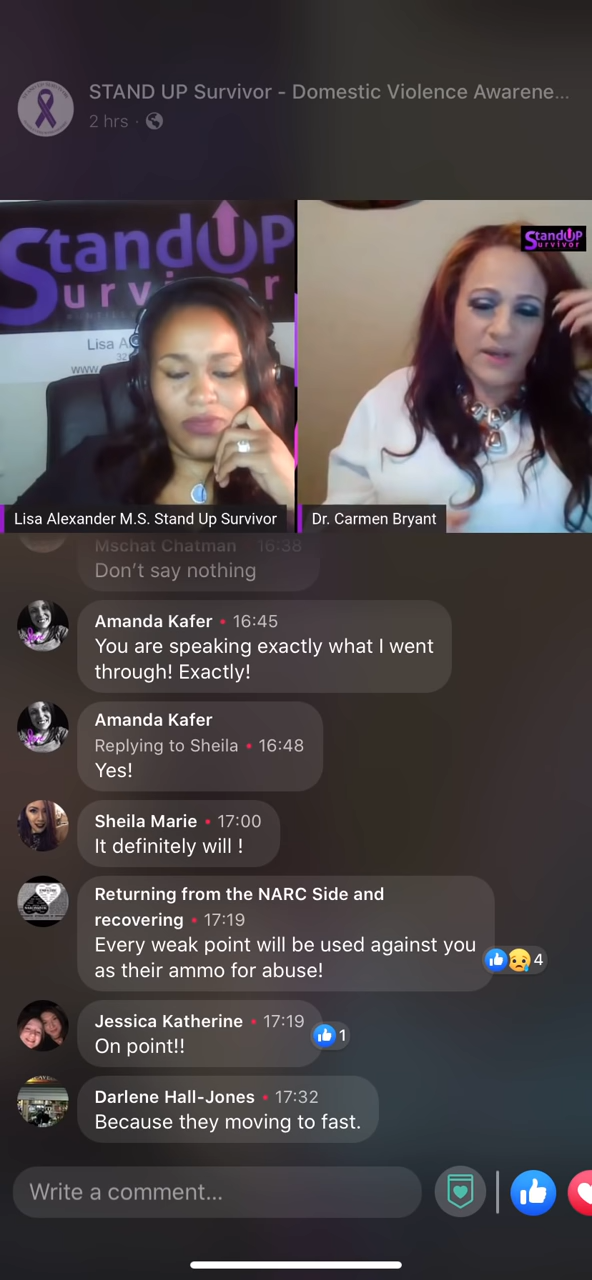 STAND UP Survivor - Domestic Violence Awarene...
2 hrs
StandUP
Survivor
Lisa A
www
StandUP
Survivor
Lisa Alexander M.S. Stand Up Survivor
Dr. Carmen Bryant
Mschat Chatman 16:38
Don't say nothing
Amanda Kafer • 16:45
You are speaking exactly what I went
through! Exactly!
Amanda Kafer
Replying to Sheila • 16:48
Yes!
Sheila Marie • 17:00
It definitely will !
Returning from the NARC Side and
recovering • 17:19
Every weak point will be used against you
as their ammo for abuse!
4
Jessica Katherine • 17:19
On point!!
1
Darlene Hall-Jones • 17:32
Because they moving to fast.
Write a comment...